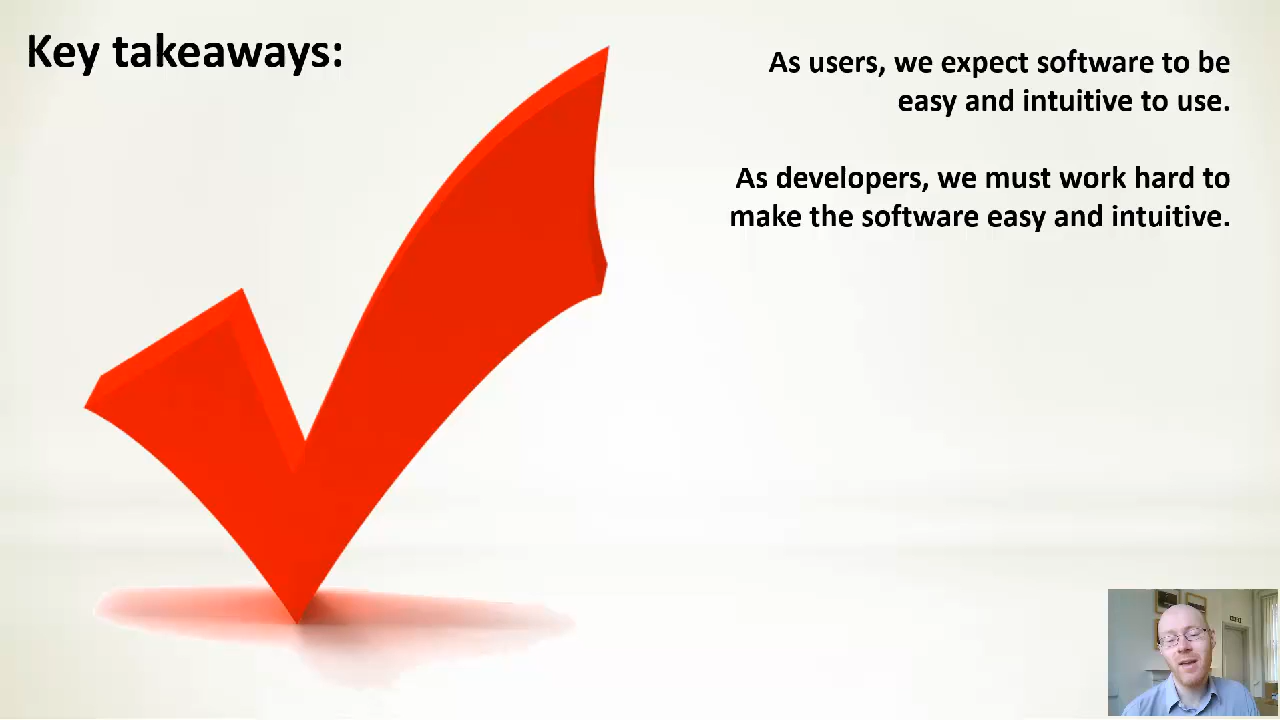 Key takeaways:
As users, we expect software to be
easy and intuitive to use.
As developers, we must work hard to
make the software easy and intuitive.